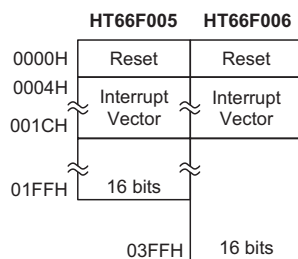 HT66F005 HT66F006
0000H Reset Reset
0004H
Interrupt Vector Interrupt Vector
001CH
01FFH 16 bits
03FFH 16 bits